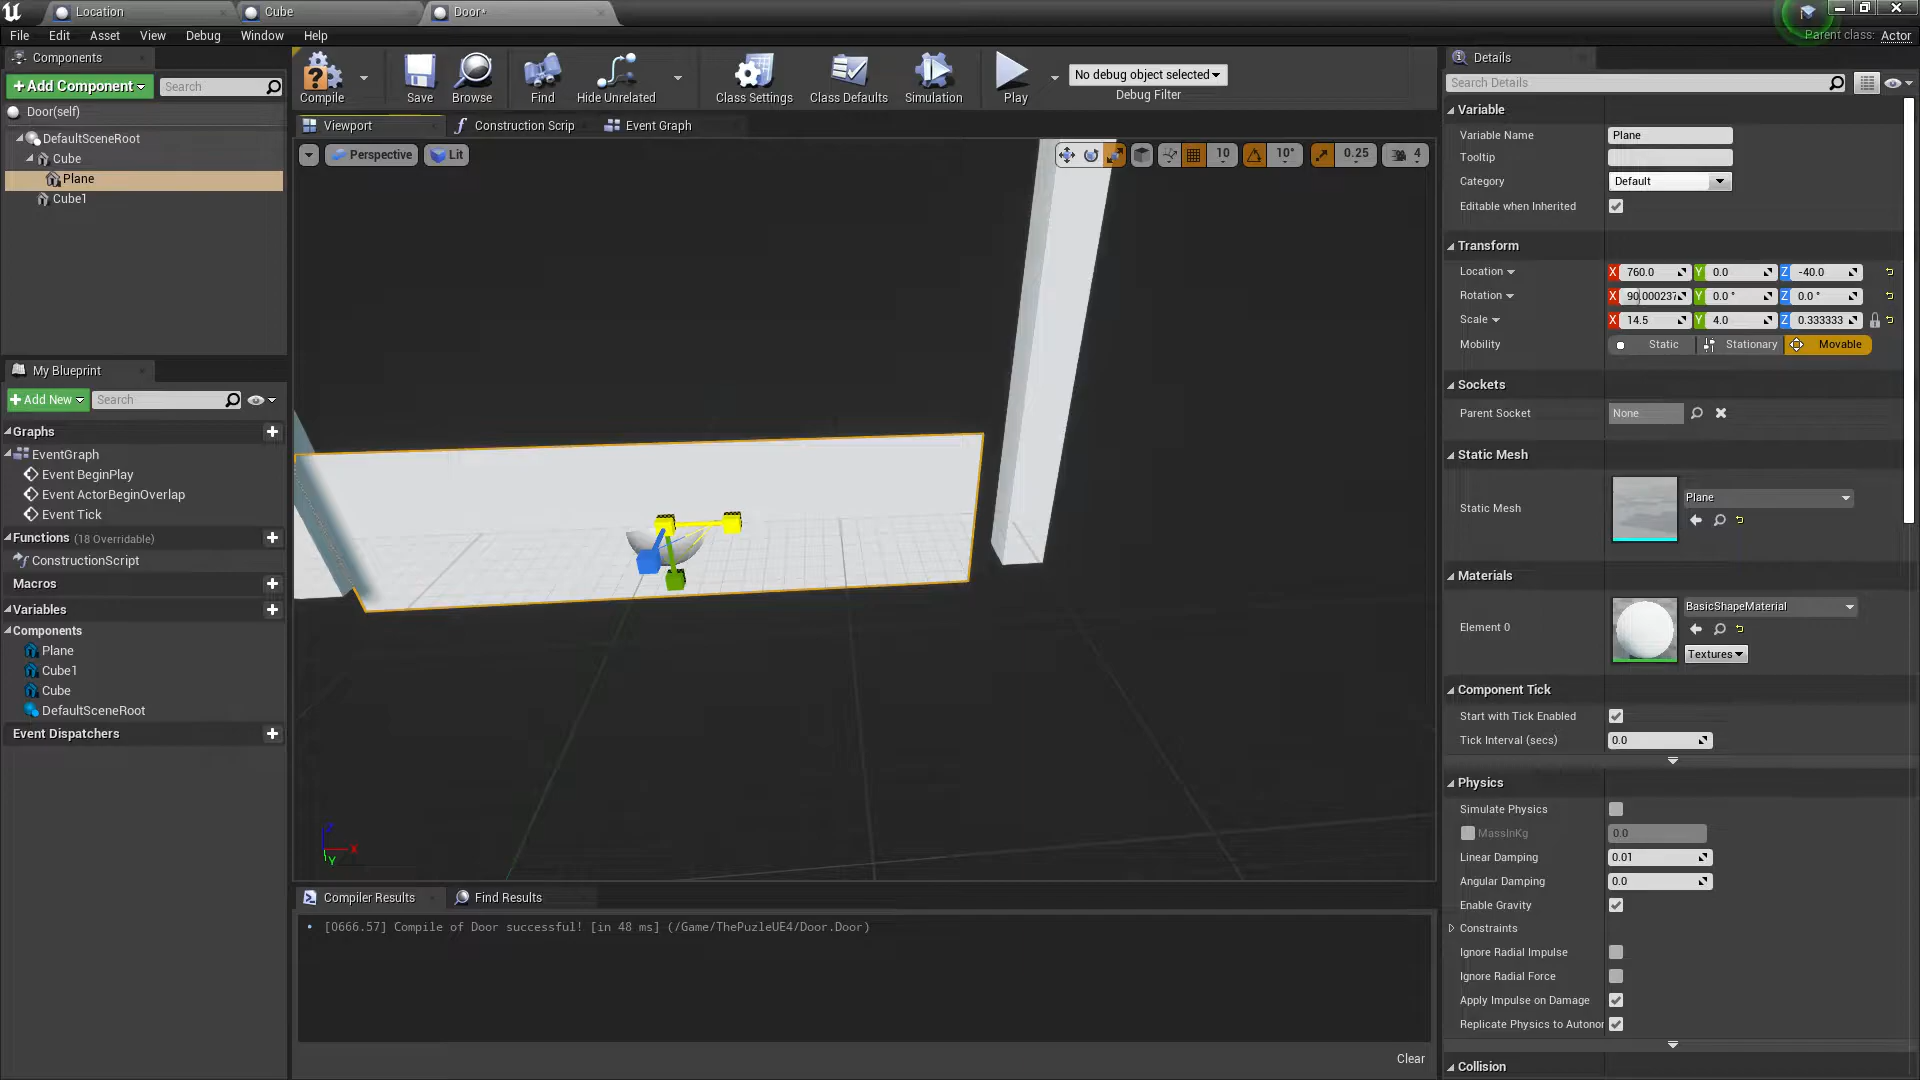 Location
Cube
Door*
File
Edit
Asset
View
Debug
Window
Help
Parent class: Actor
Components
+Add Component
Search
Door(self)
DefaultSceneRoot
Cube
Plane
Cube1
Compile
Save
Browse
Find
Hide Unrelated
Class Settings
Class Defaults
Simulation
Play
No debug object selected
Debug Filter
Viewport
Construction Scrip
Event Graph
Perspective
Lit
10
10°
0.25
4
My Blueprint
+Add New
Search
Graphs
EventGraph
Event BeginPlay
Event ActorBeginOverlap
Event Tick
Functions (18 Overridable)
ConstructionScript
Macros
Variables
Components
Plane
Cube1
Cube
DefaultSceneRoot
Event Dispatchers
Z
X
Y
Compiler Results
Find Results
• [0666.57] Compile of Door successful! [in 48 ms] (/Game/ThePuzleUE4/Door.Door)
Clear
Details
Search Details
Variable
Variable Name
Plane
Tooltip
Category
Default
Editable when Inherited
Transform
Location
X 760.0 Y 0.0 Z -40.0
Rotation
X 90.000237 Y 0.0 ° Z 0.0 °
Scale
X 14.5 Y 4.0 Z 0.333333
Mobility
Static
Stationary
Movable
Sockets
Parent Socket
None
Static Mesh
Static Mesh
Plane
Materials
Element 0
BasicShapeMaterial
Textures
Component Tick
Start with Tick Enabled
Tick Interval (secs)
0.0
Physics
Simulate Physics
MassInKg
0.0
Linear Damping
0.01
Angular Damping
0.0
Enable Gravity
Constraints
Ignore Radial Impulse
Ignore Radial Force
Apply Impulse on Damage
Replicate Physics to Autonor
Collision